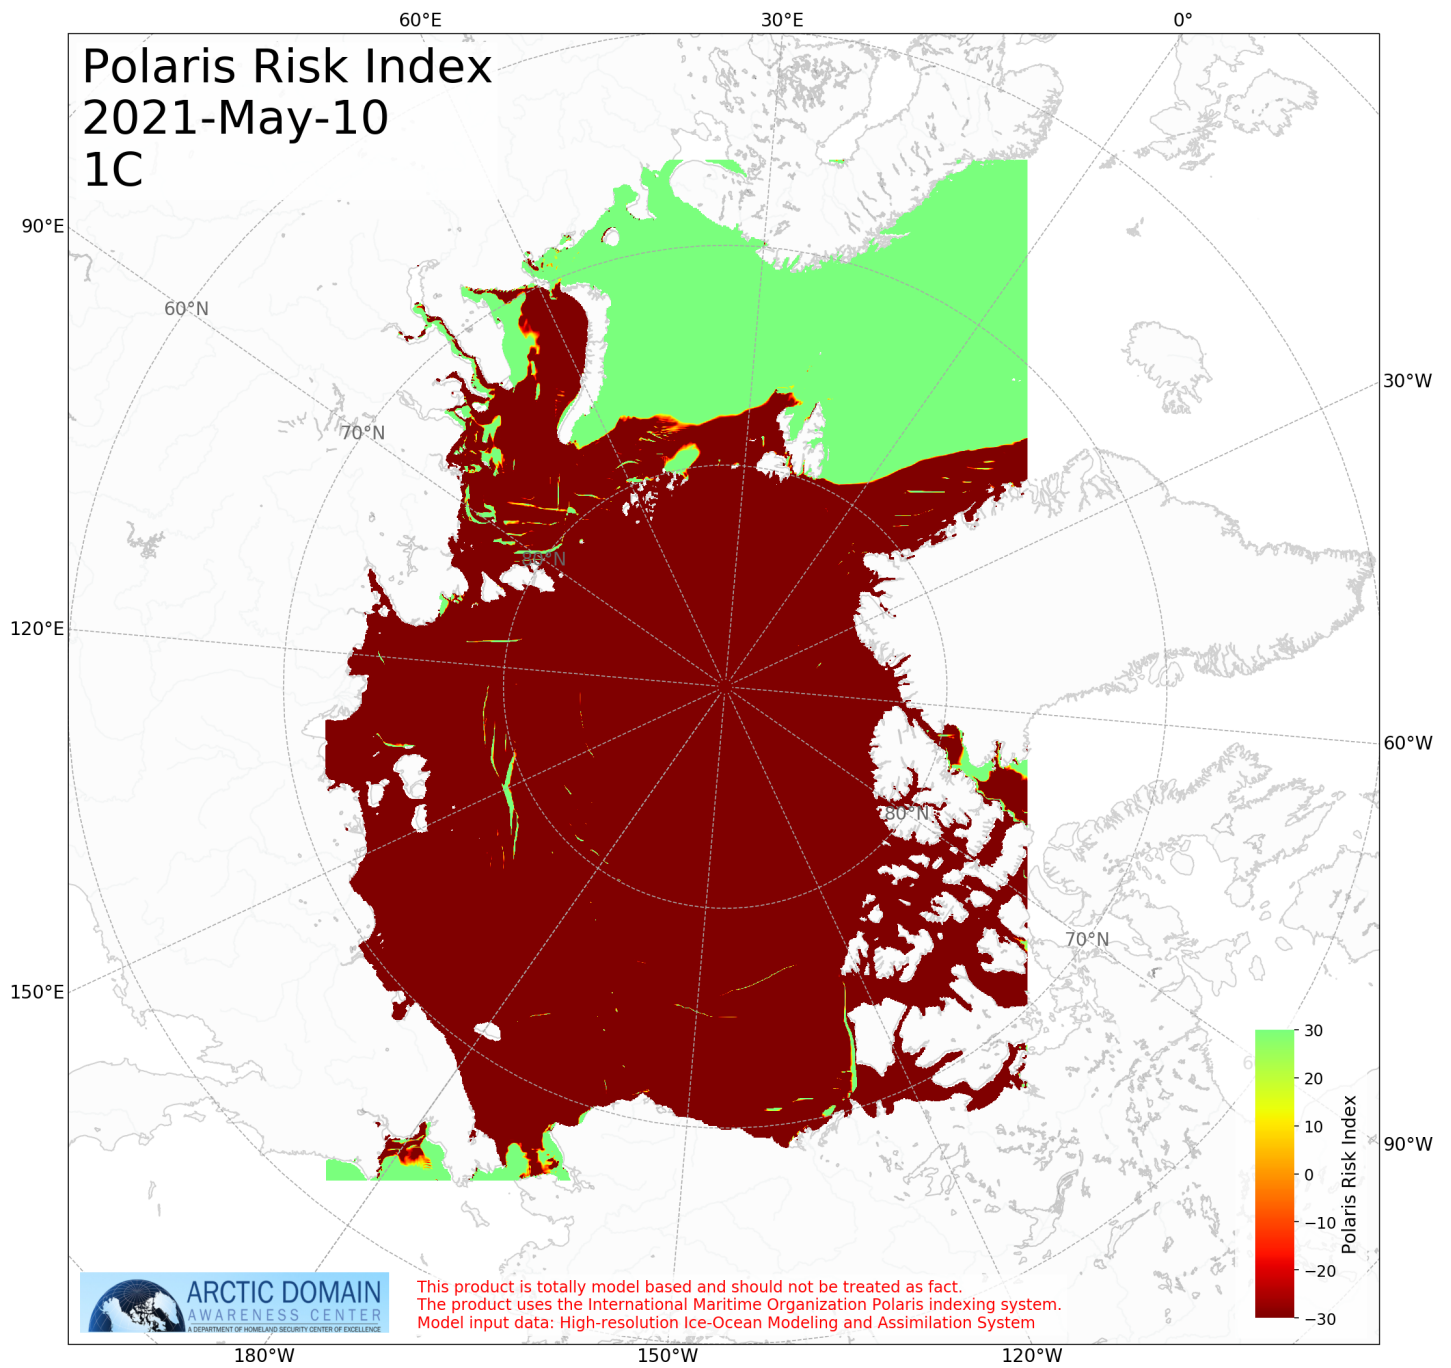 60°E 30°E 0°
Polaris Risk Index
2021-May-10
1C
90°E
60°N
30°W
70°N
80°N
120°E
60°W
80°N
70°N
150°E
30
20
10
0
−10
−20
−30
Polaris Risk Index
90°W
ARCTIC DOMAIN
AWARENESS CENTER
A DEPARTMENT OF HOMELAND SECURITY CENTER OF EXCELLENCE
This product is totally model based and should not be treated as fact.
The product uses the International Maritime Organization Polaris indexing system.
Model input data: High-resolution Ice-Ocean Modeling and Assimilation System
180°W 150°W 120°W